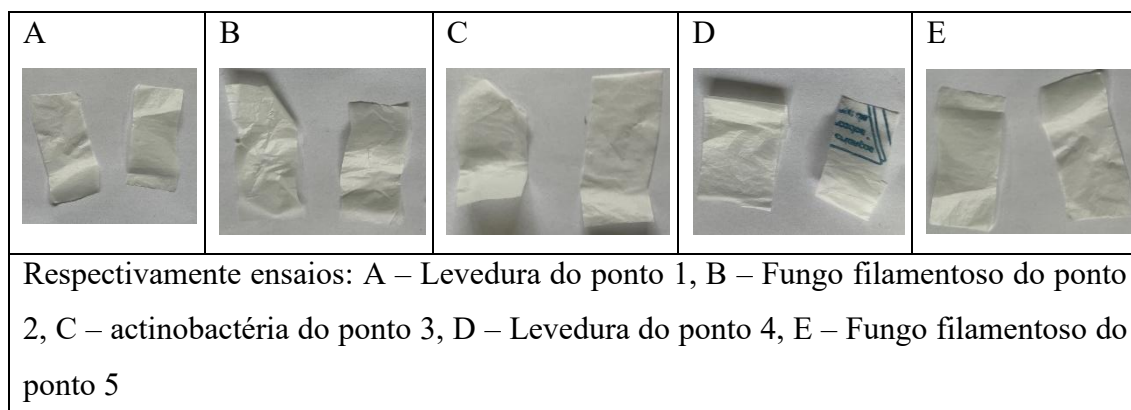 A
B
C
D
E
Respectivamente ensaios: A – Levedura do ponto 1, B – Fungo filamentoso do ponto
2, C – actinobactéria do ponto 3, D – Levedura do ponto 4, E – Fungo filamentoso do
ponto 5